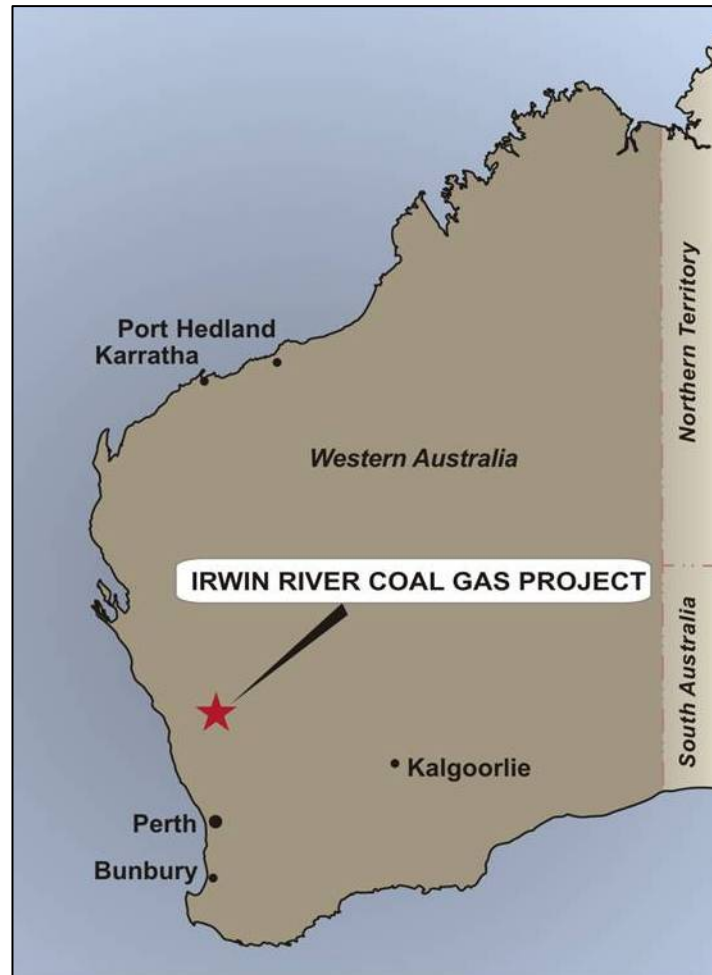 Port Hedland
Karratha
Northern Territory
Western Australia
IRWIN RIVER COAL GAS PROJECT
South Australia
Kalgoorlie
Perth
Bunbury